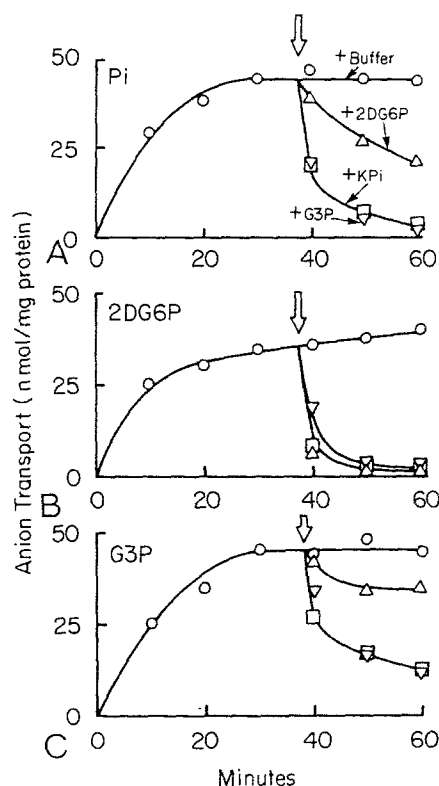 Anion Transport ( n mol/mg protein)
Pi
+Buffer
+2DG6P
+KPi
+G3P
50
25
0
A
0 20 40 60
2DG6P
50
25
0
B
0 20 40 60
G3P
50
25
0
C
0 20 40 60
Minutes